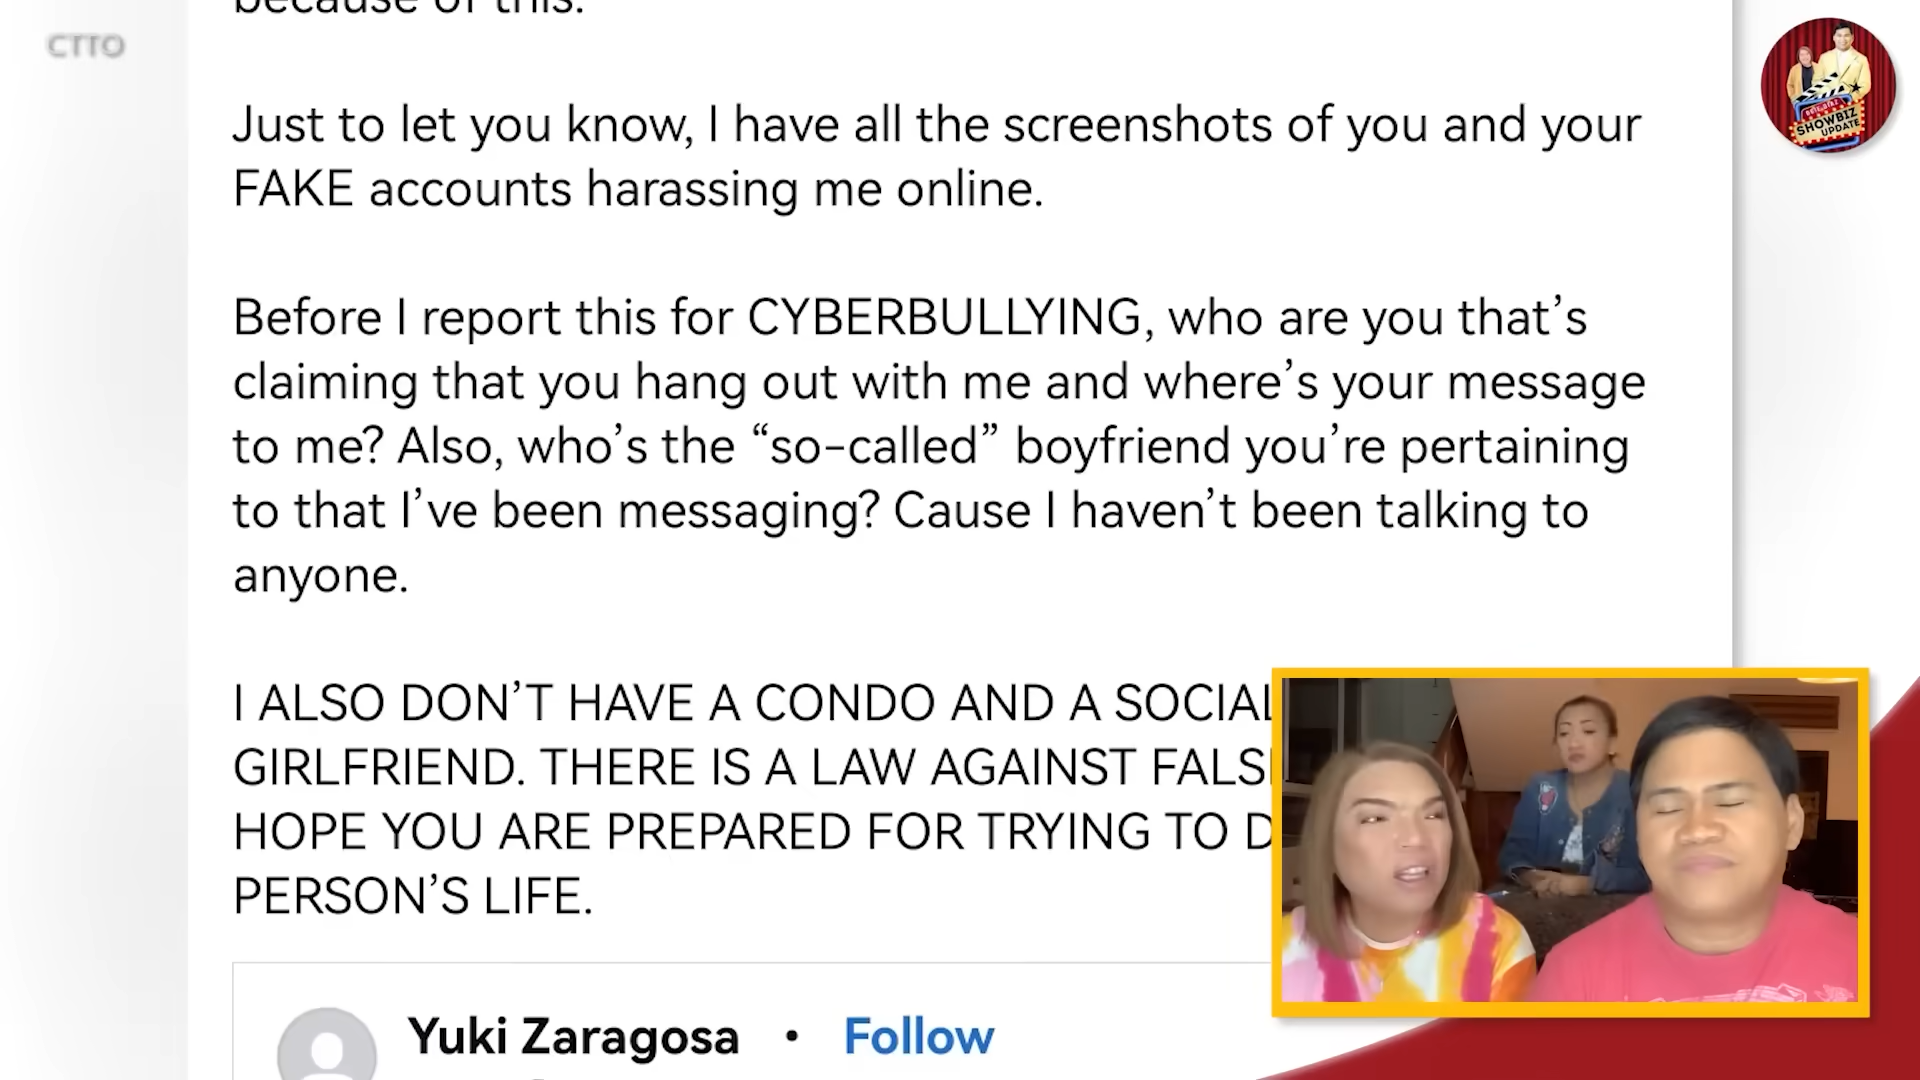 because of this.
CTTO
Just to let you know, I have all the screenshots of you and your
FAKE accounts harassing me online.
Before I report this for CYBERBULLYING, who are you that’s
claiming that you hang out with me and where’s your message
to me? Also, who’s the “so-called” boyfriend you’re pertaining
to that I’ve been messaging? Cause I haven’t been talking to
anyone.
I ALSO DON’T HAVE A CONDO AND A SOCIAL
GIRLFRIEND. THERE IS A LAW AGAINST
HOPE YOU ARE PREPARED FOR TRYING TO
PERSON’S LIFE.
Yuki Zaragosa • Follow
SHOWBIZ
UPDATE